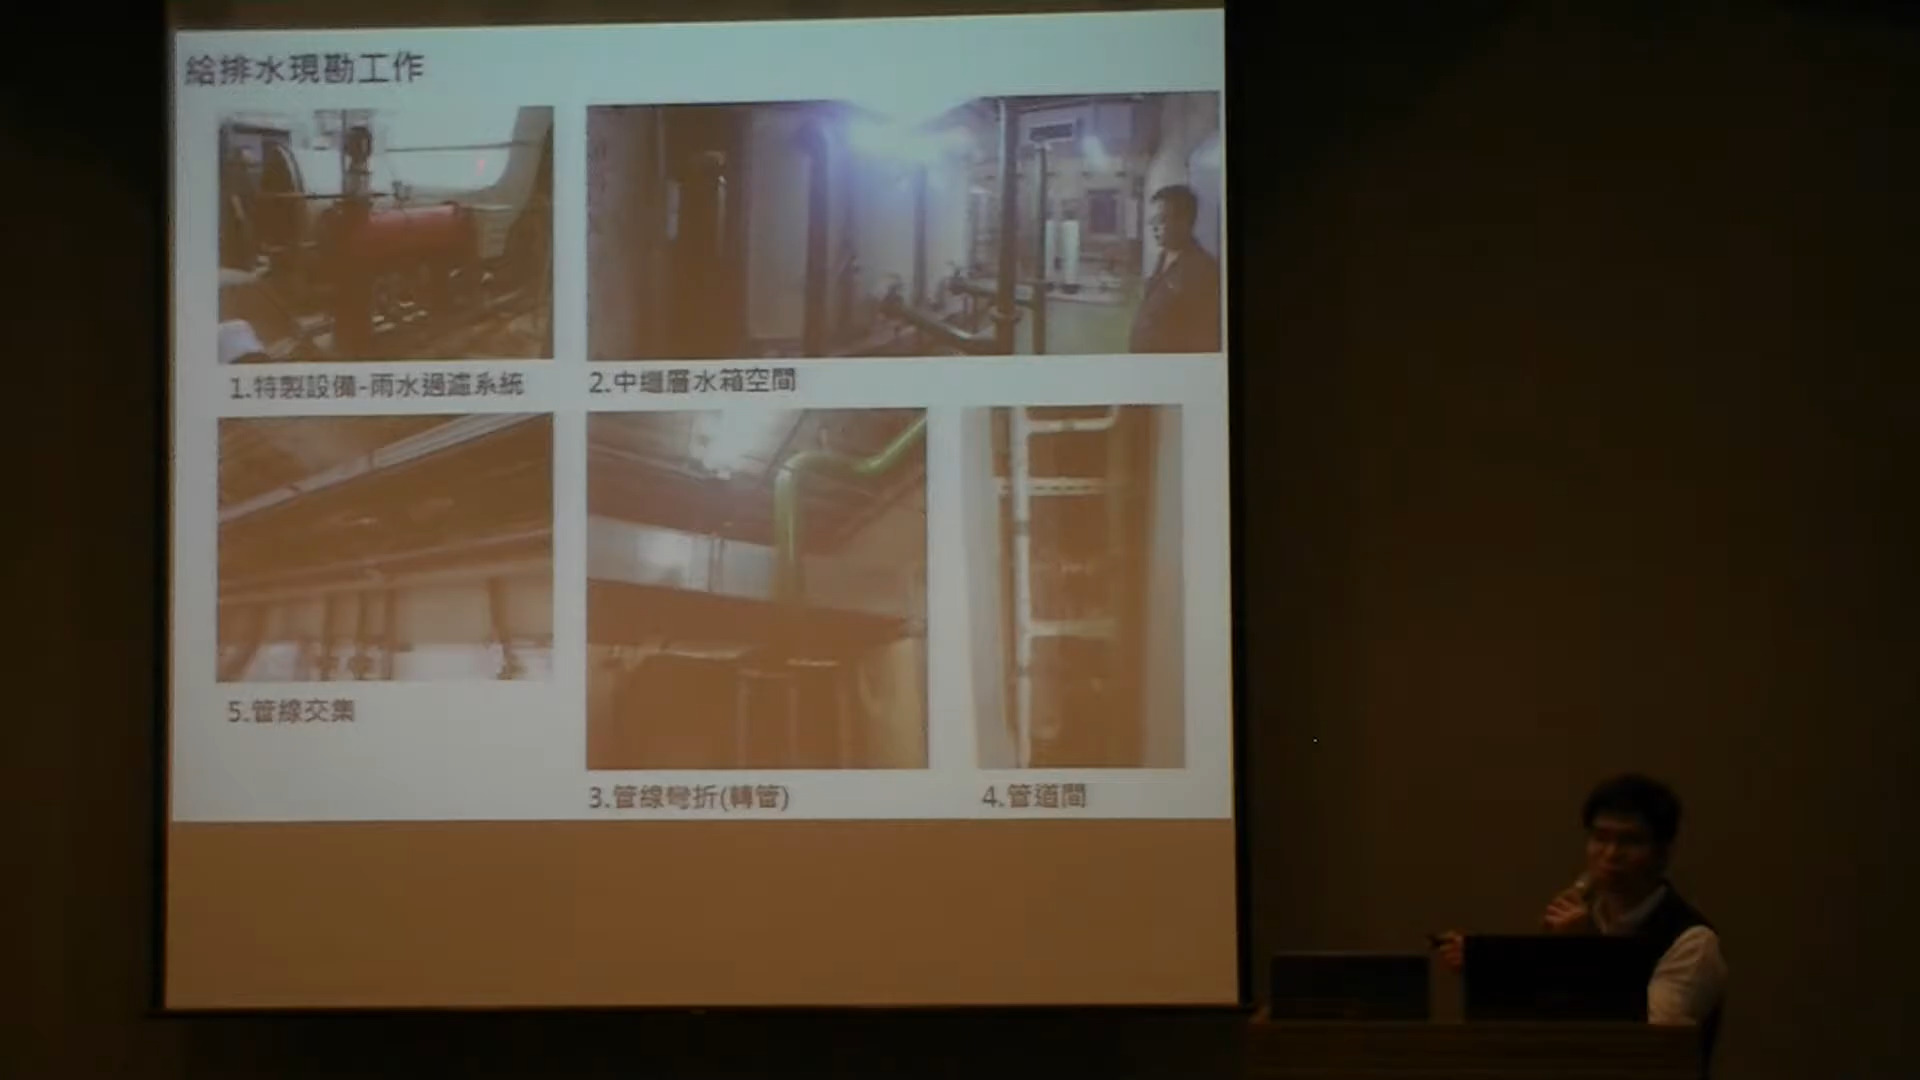 給排水現勘工作
1.特製設備-雨水過濾系統
2.中繼層水箱空間
5.管線交集
3.管線彎折(轉管)
4.管道間